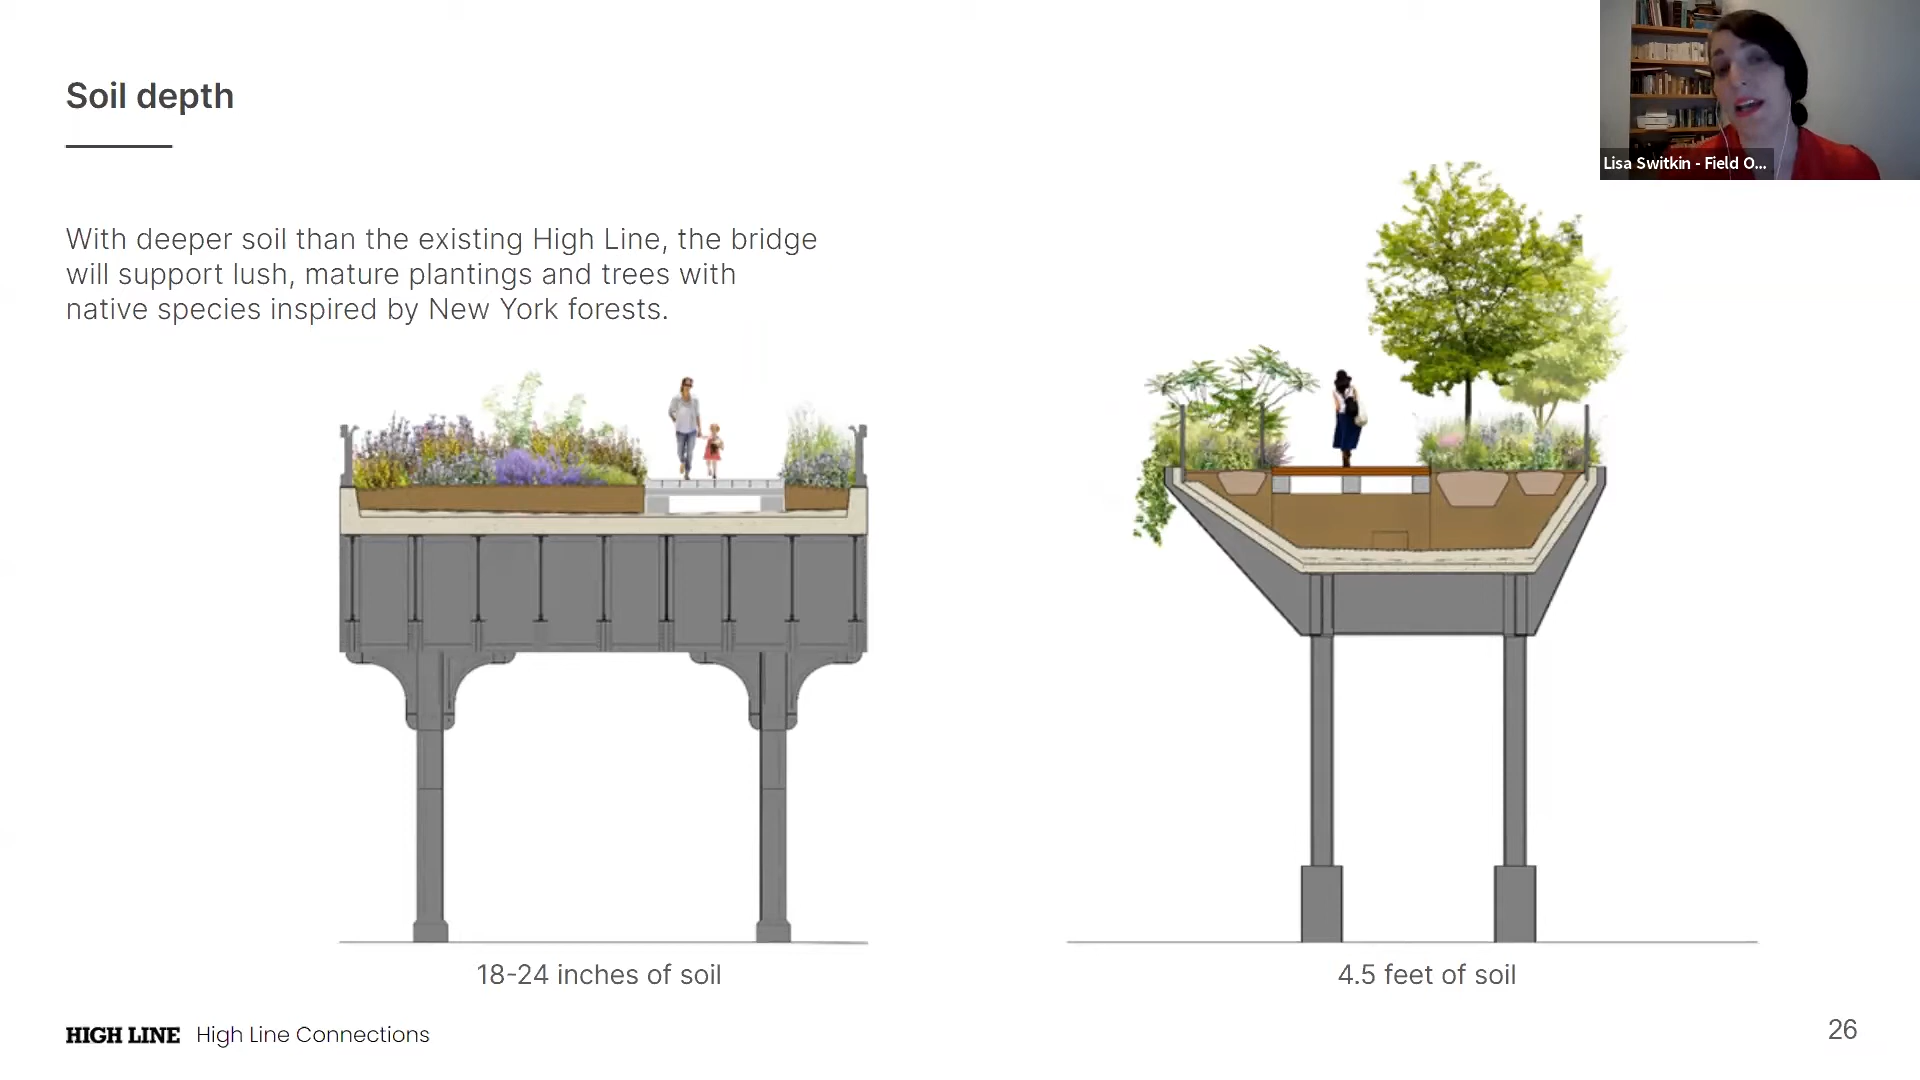 Soil depth
Lisa Switkin - Field O...
With deeper soil than the existing High Line, the bridge
will support lush, mature plantings and trees with
native species inspired by New York forests.
18-24 inches of soil
4.5 feet of soil
HIGH LINE High Line Connections
26